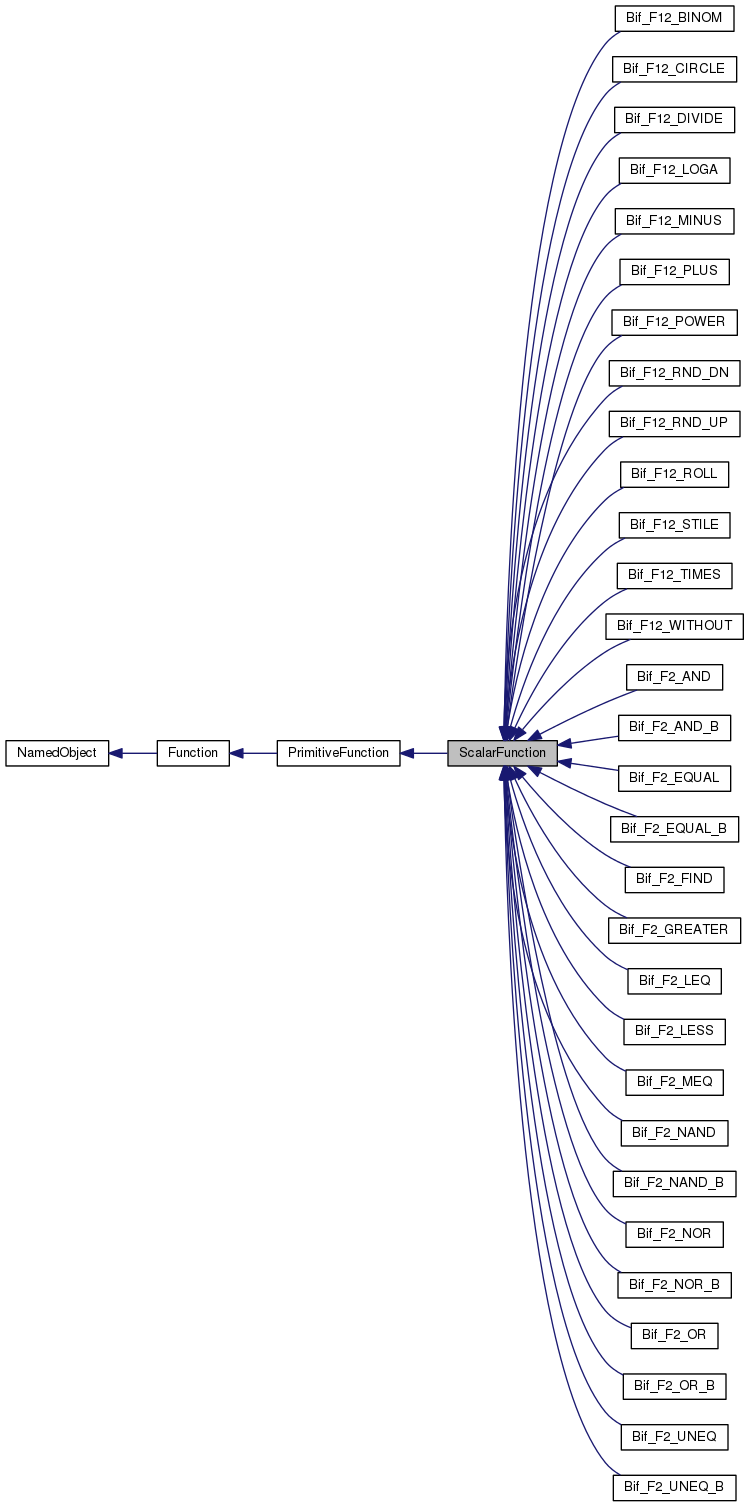 Bif_F12_BINOM
Bif_F12_CIRCLE
Bif_F12_DIVIDE
Bif_F12_LOGA
Bif_F12_MINUS
Bif_F12_PLUS
Bif_F12_POWER
Bif_F12_RND_DN
Bif_F12_RND_UP
Bif_F12_ROLL
Bif_F12_STILE
Bif_F12_TIMES
Bif_F12_WITHOUT
Bif_F2_AND
Bif_F2_AND_B
NamedObject
Function
PrimitiveFunction
ScalarFunction
Bif_F2_EQUAL
Bif_F2_EQUAL_B
Bif_F2_FIND
Bif_F2_GREATER
Bif_F2_LEQ
Bif_F2_LESS
Bif_F2_MEQ
Bif_F2_NAND
Bif_F2_NAND_B
Bif_F2_NOR
Bif_F2_NOR_B
Bif_F2_OR
Bif_F2_OR_B
Bif_F2_UNEQ
Bif_F2_UNEQ_B